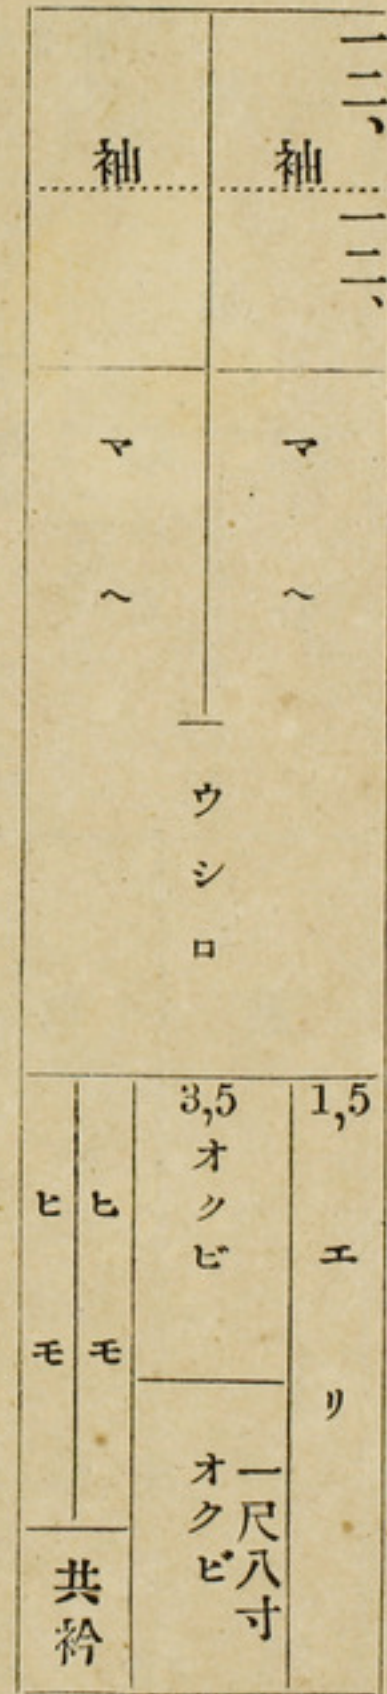 一二、一二、
袖
袖
マヘ
マヘ
ウシロ
1,5
エリ
3,5
オクビ
一尺八寸
オクビ
ヒモ
ヒモ
共衿